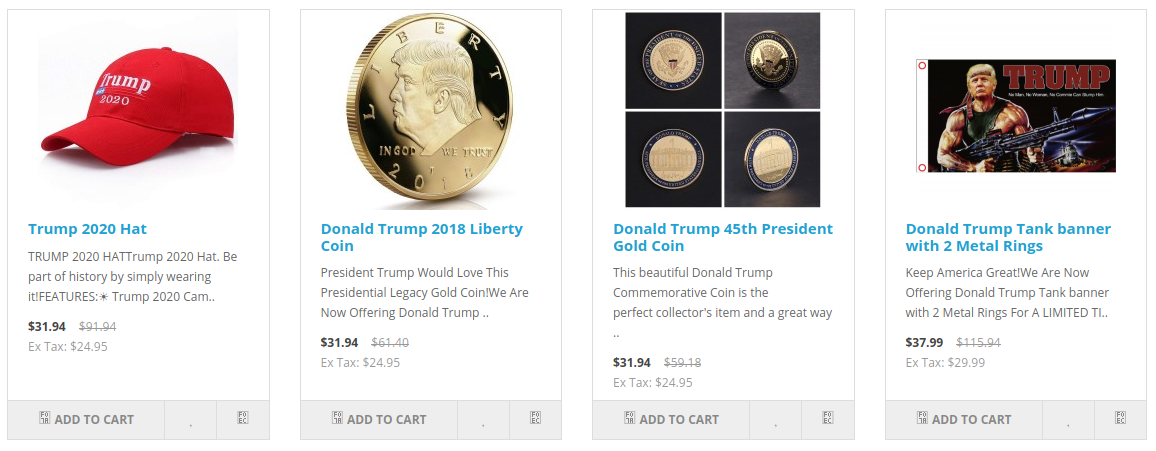 Trump
2020
LIBERTY
IN GOD WE TRUST
2018
TRUMP
No Man, No Woman, No Commie Can Stump Him
Trump 2020 Hat
TRUMP 2020 HATTrump 2020 Hat. Be
part of history by simply wearing
it!FEATURES:☀ Trump 2020 Cam..
$31.94 $91.94
Ex Tax: $24.95
ADD TO CART
Donald Trump 2018 Liberty
Coin
President Trump Would Love This
Presidential Legacy Gold Coin!We Are
Now Offering Donald Trump ..
$31.94 $61.40
Ex Tax: $24.95
ADD TO CART
Donald Trump 45th President
Gold Coin
This beautiful Donald Trump
Commemorative Coin is the
perfect collector's item and a great way
..
$31.94 $59.18
Ex Tax: $24.95
ADD TO CART
Donald Trump Tank banner
with 2 Metal Rings
Keep America Great!We Are Now
Offering Donald Trump Tank banner
with 2 Metal Rings For A LIMITED TI..
$37.99 $115.94
Ex Tax: $29.99
ADD TO CART